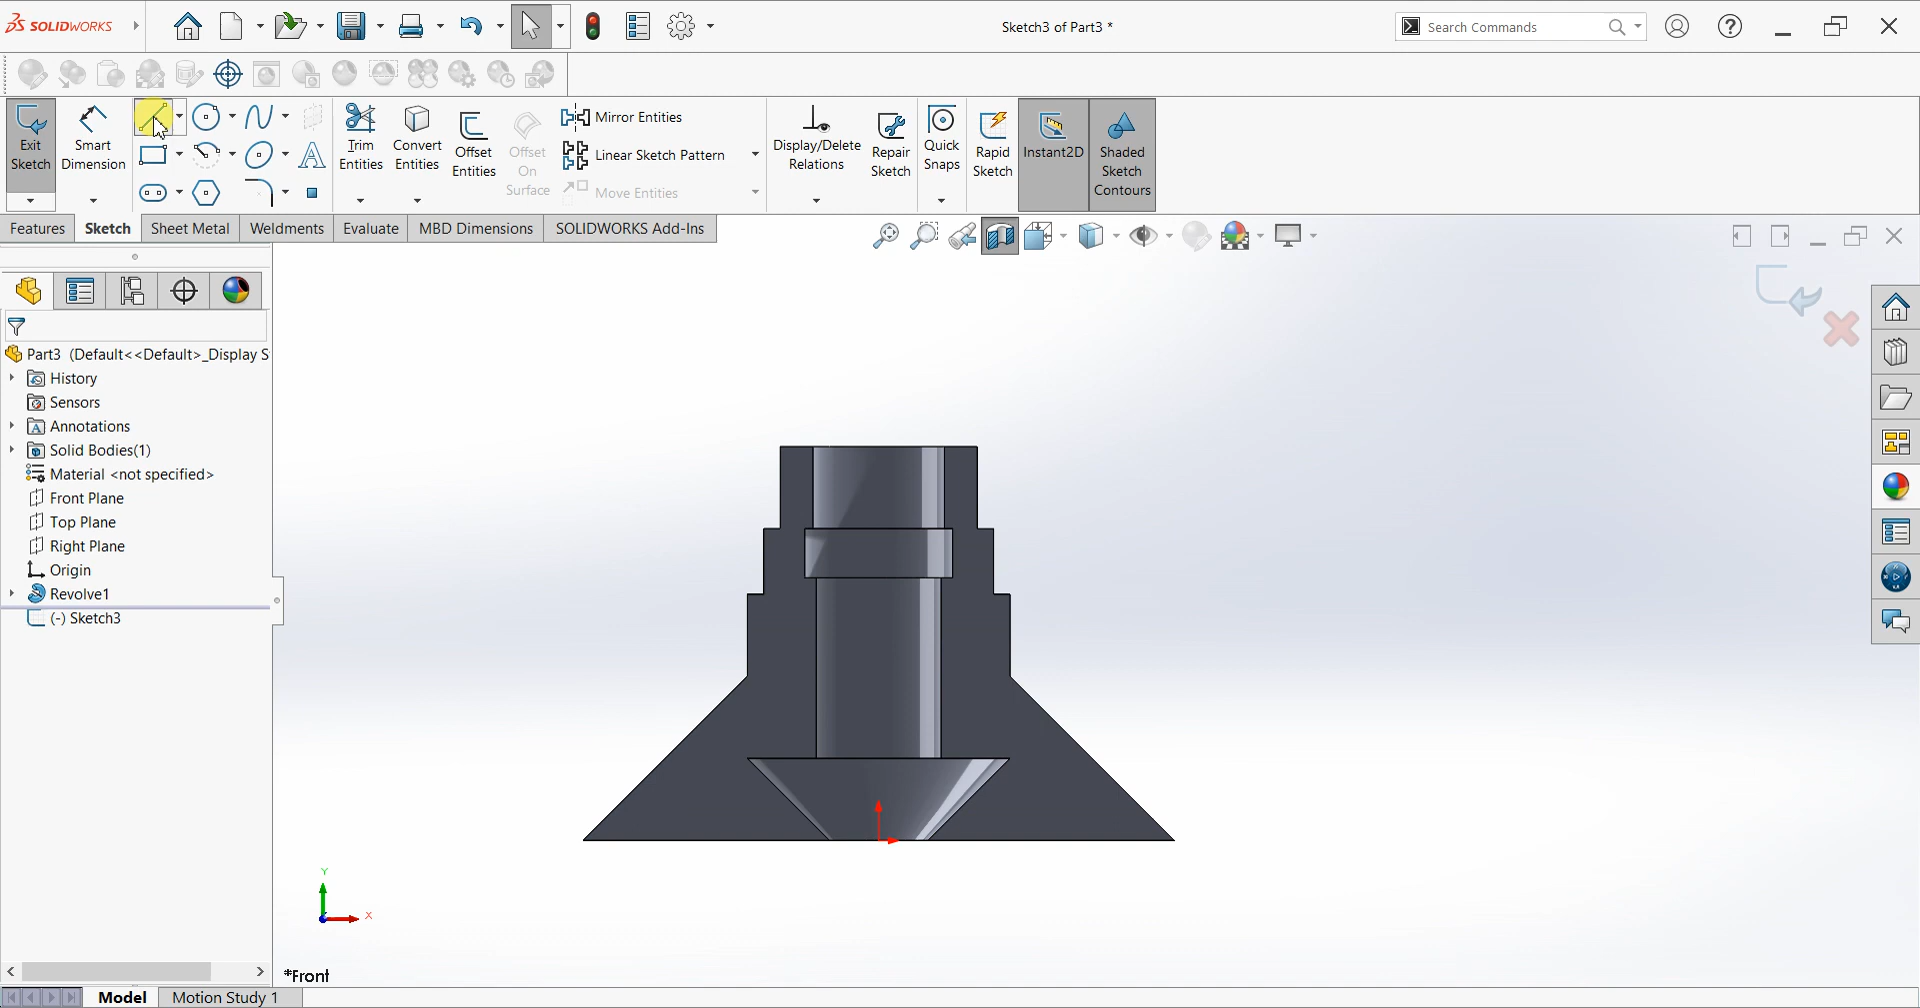 SOLIDWORKS
Sketch3 of Part3 *
Search Commands
Exit Sketch
Smart Dimension
Trim Entities
Convert Entities
Offset Entities
Offset On Surface
Mirror Entities
Linear Sketch Pattern
Move Entities
Display/Delete Relations
Repair Sketch
Quick Snaps
Rapid Sketch
Instant2D
Shaded Sketch Contours
Features
Sketch
Sheet Metal
Weldments
Evaluate
MBD Dimensions
SOLIDWORKS Add-Ins
Part3 (Default<<Default>_Display S
History
Sensors
Annotations
Solid Bodies(1)
Material <not specified>
Front Plane
Top Plane
Right Plane
Origin
Revolve1
(-) Sketch3
Y
X
*Front
Model
Motion Study 1